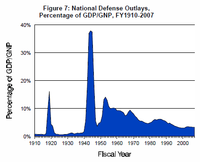 Figure 7: National Defense Outlays,
Percentage of GDP/GNP, FY1910-2007
Percentage of GDP/GNP
40%
30%
20%
10%
0%
1910 1920 1930 1940 1950 1960 1970 1980 1990 2000
Fiscal Year